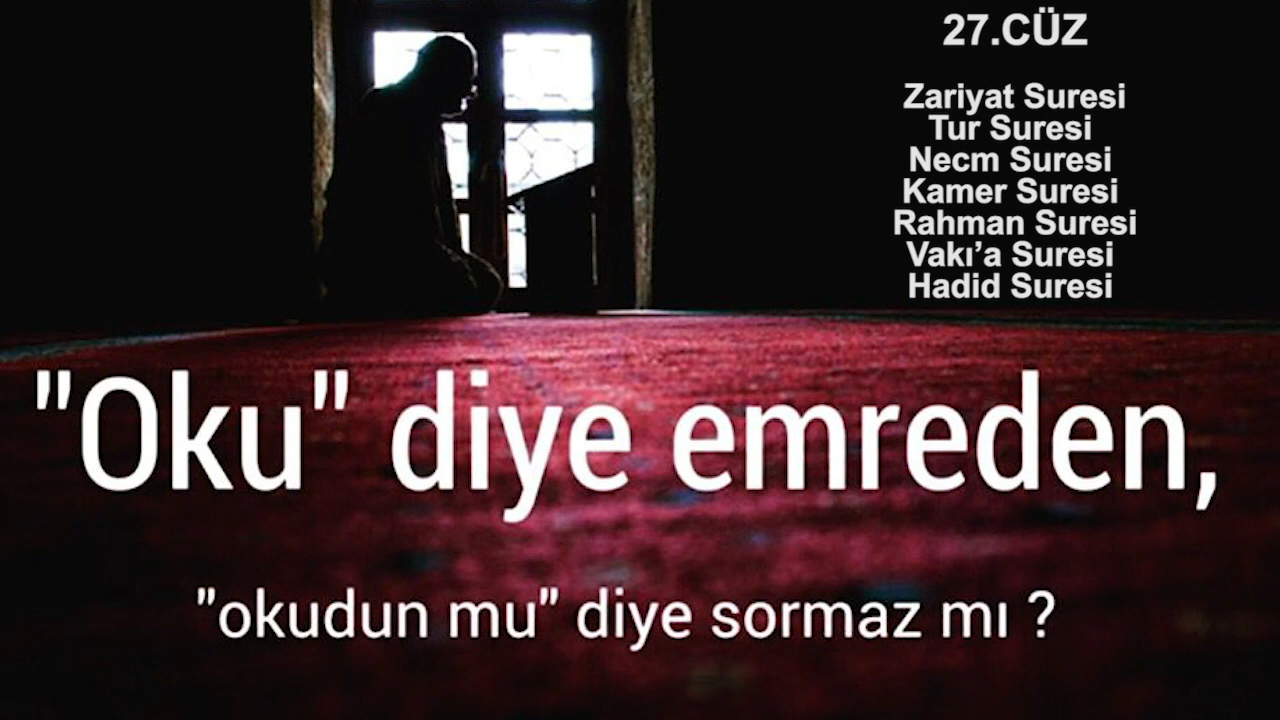 27.CÜZ
Zariyat Suresi
Tur Suresi
Necm Suresi
Kamer Suresi
Rahman Suresi
Vakı’a Suresi
Hadid Suresi
"Oku" diye emreden,
"okudun mu" diye sormaz mı ?